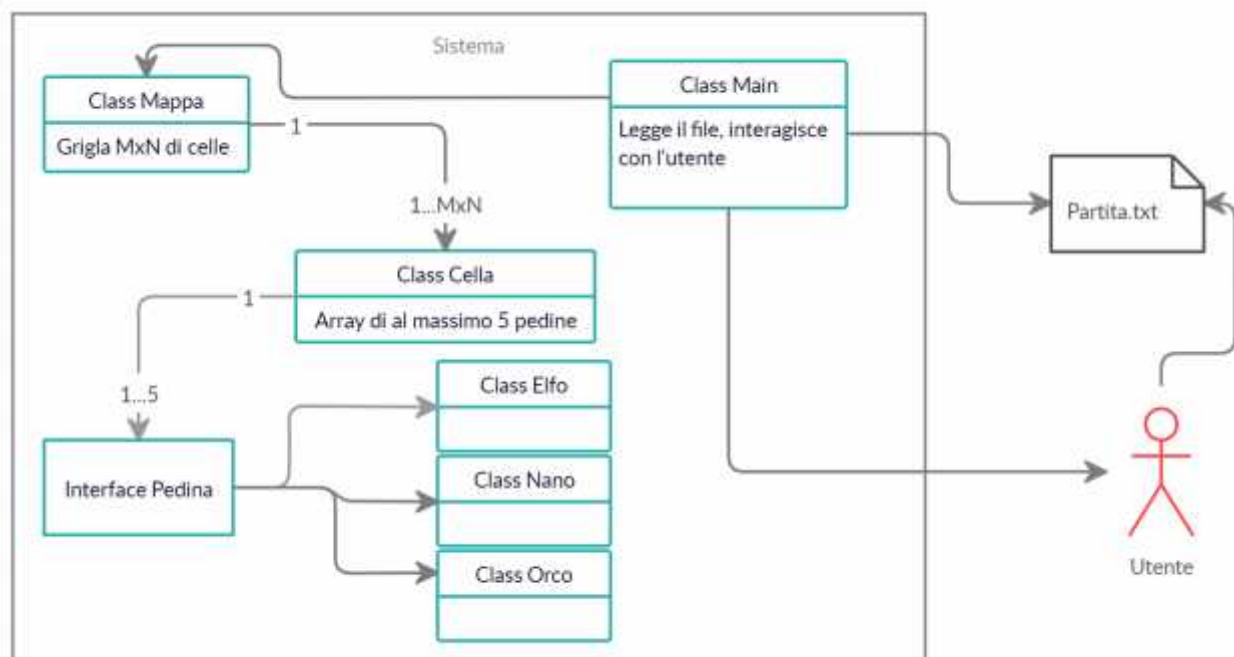 Sistema
Class Mappa
Grigla MxN di celle
1
1...MxN
Class Main
Legge il file, interagisce
con l'utente
Partita.txt
Class Cella
Array di al massimo 5 pedine
1
1...5
Interface Pedina
Class Elfo
Class Nano
Class Orco
Utente